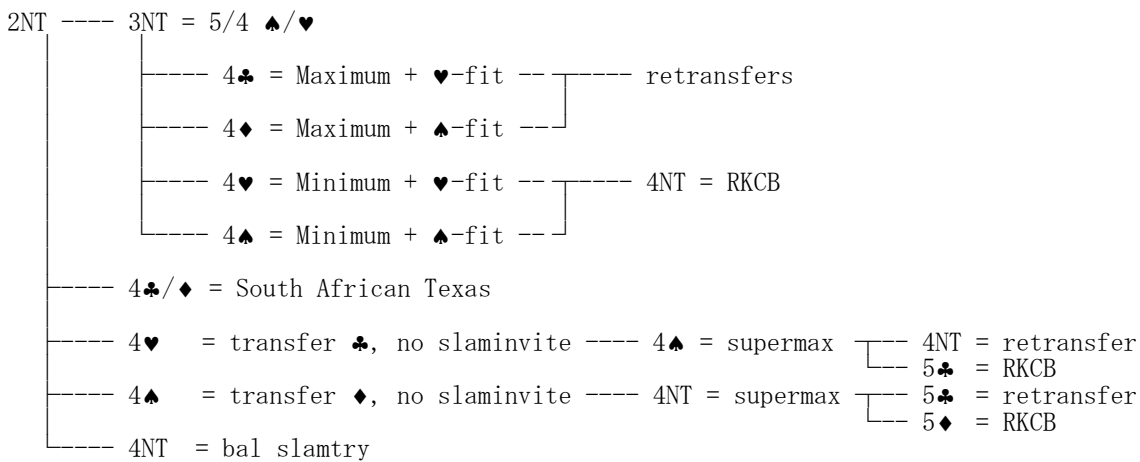 2NT ---- 3NT = 5/4 ♠/♥
4♣ = Maximum + ♥-fit -- ---- retransfers
4♦ = Maximum + ♠-fit --
4♥ = Minimum + ♥-fit -- ---- 4NT = RKCB
4♠ = Minimum + ♠-fit --
4♣/♦ = South African Texas
4♥ = transfer ♣, no slaminvite ---- 4♠ = supermax --- 4NT = retransfer
5♣ = RKCB
4♠ = transfer ♦, no slaminvite ---- 4NT = supermax --- 5♣ = retransfer
5♦ = RKCB
4NT = bal slamtry